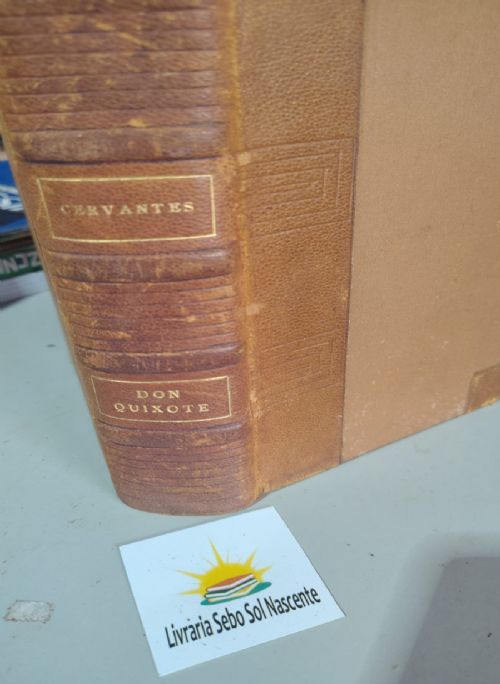 CERVANTES
DON
QUIXOTE
Livraria Sebo Sol Nascente